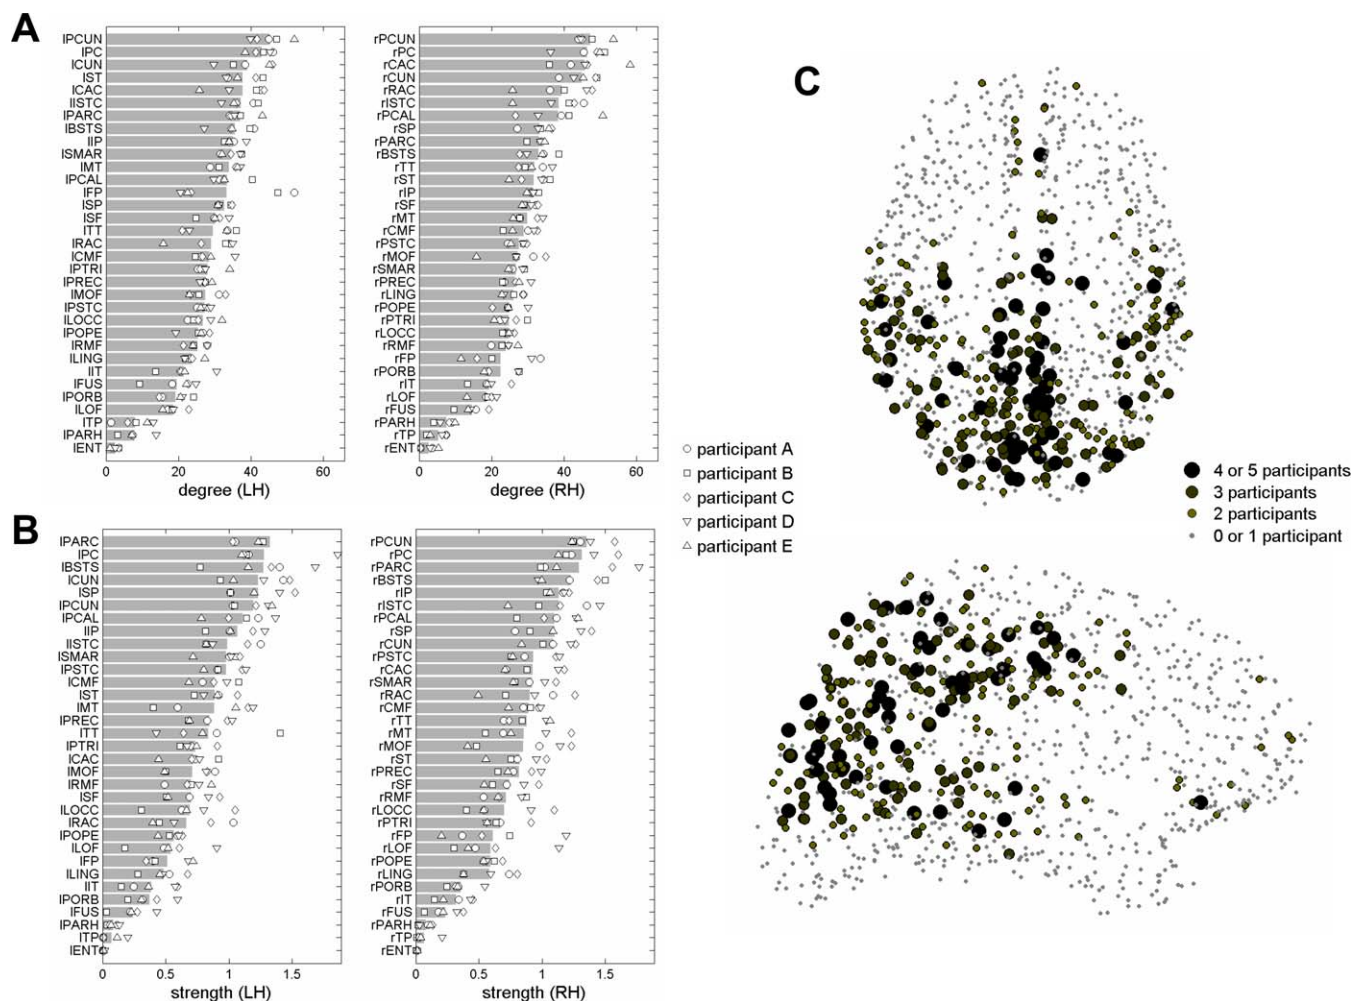 A
lPCUN
lPC
lCUN
lST
lCAC
lISTC
lPARC
lBSTS
lIP
lSMAR
lMT
lPCAL
lFP
lSP
lSF
lTT
lRAC
lCMF
lPTRI
lPREC
lMOF
lPSTC
lLOCC
lPOPE
lRMF
lLING
lIT
lFUS
lPORB
lLOF
lTP
lPARH
lENT
0 20 40 60
degree (LH)
rPCUN
rPC
rCAC
rCUN
rRAC
rISTC
rPCAL
rSP
rPARC
rBSTS
rTT
rST
rIP
rSF
rMT
rCMF
rPSTC
rMOF
rSMAR
rPREC
rLING
rPOPE
rPTRI
rLOCC
rRMF
rFP
rPORB
rIT
rLOF
rFUS
rPARH
rTP
rENT
0 20 40 60
degree (RH)
participant A
participant B
participant C
participant D
participant E
B
lPARC
lPC
lBSTS
lCUN
lSP
lPCUN
lPCAL
lIP
lISTC
lSMAR
lPSTC
lCMF
lST
lMT
lPREC
lTT
lPTRI
lCAC
lMOF
lRMF
lSF
lLOCC
lRAC
lPOPE
lLOF
lFP
lLING
lIT
lPORB
lFUS
lPARH
lTP
lENT
0 0.5 1 1.5
strength (LH)
rPCUN
rPC
rPARC
rBSTS
rIP
rISTC
rPCAL
rSP
rCUN
rPSTC
rCAC
rSMAR
rRAC
rCMF
rTT
rMT
rMOF
rST
rPREC
rSF
rRMF
rLOCC
rPTRI
rFP
rLOF
rPOPE
rLING
rPORB
rIT
rFUS
rPARH
rTP
rENT
0 0.5 1 1.5
strength (RH)
C
4 or 5 participants
3 participants
2 participants
0 or 1 participant